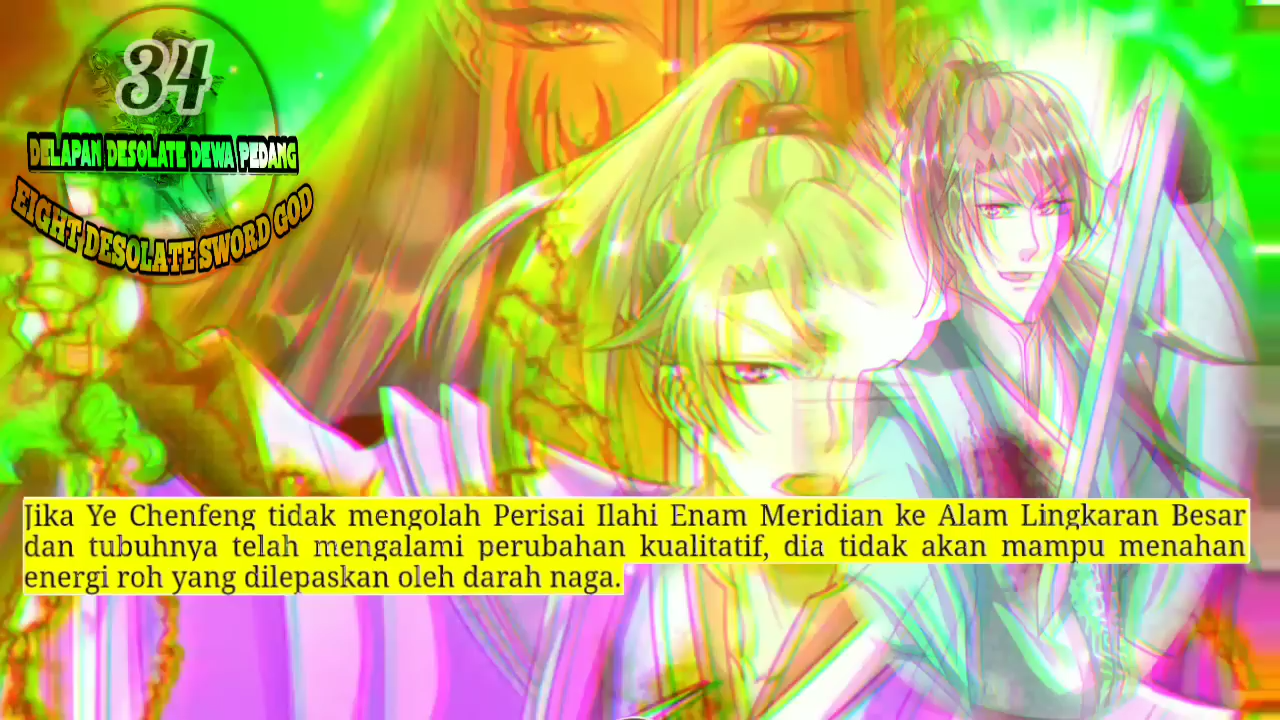 34
DELAPAN DESOLATE DEWA PEDANG
EIGHT DESOLATE SWORD GOD
Jika Ye Chenfeng tidak mengolah Perisai Ilahi Enam Meridian ke Alam Lingkaran Besar
dan tubuhnya telah mengalami perubahan kualitatif, dia tidak akan mampu menahan
energi roh yang dilepaskan oleh darah naga.